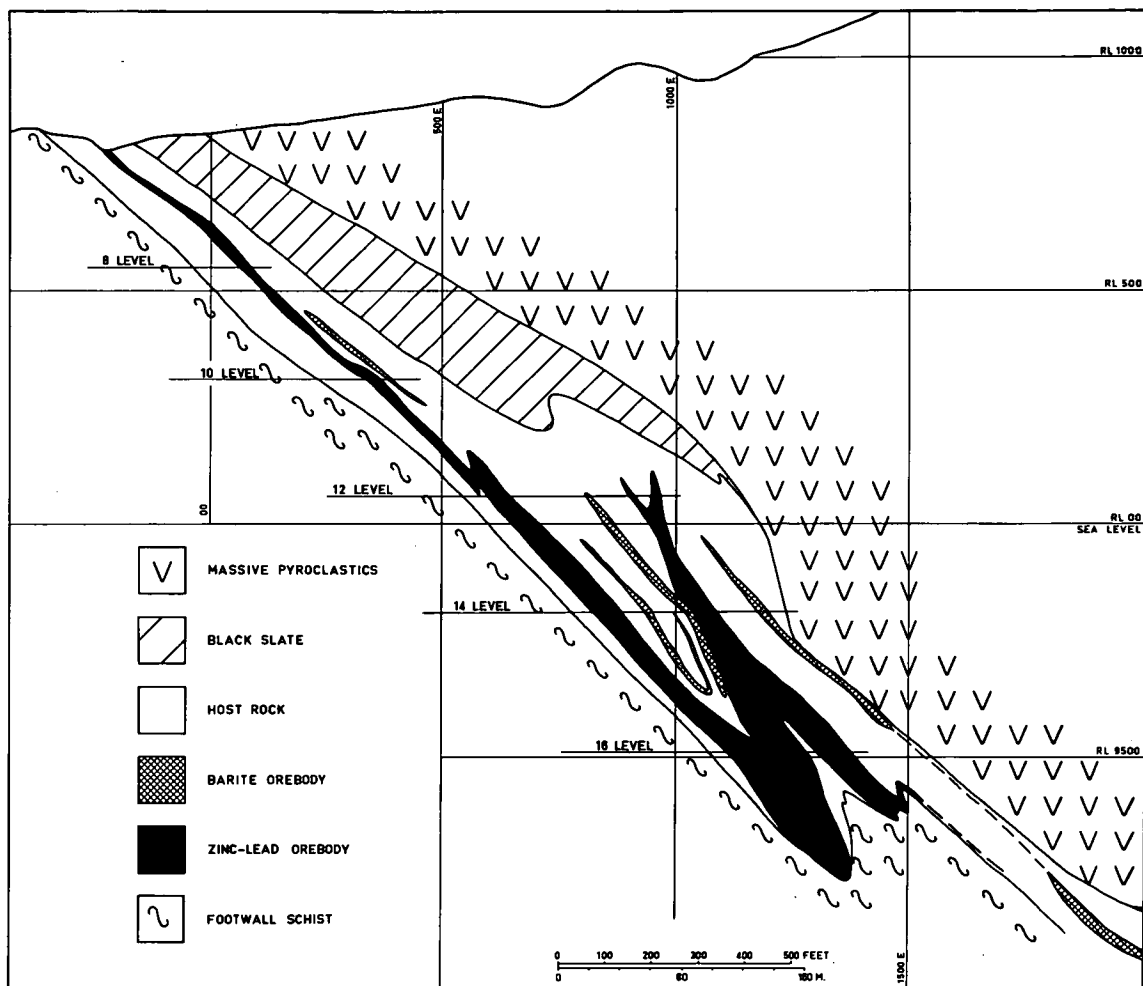 RL 1000
500 E
1000 E
8 LEVEL
RL 500
10 LEVEL
12 LEVEL
00
RL 00
SEA LEVEL
MASSIVE PYROCLASTICS
14 LEVEL
BLACK SLATE
HOST ROCK
16 LEVEL
RL 9500
BARITE OREBODY
ZINC-LEAD OREBODY
FOOTWALL SCHIST
0 100 200 300 400 500 FEET
0 60 160 M.
1500 E